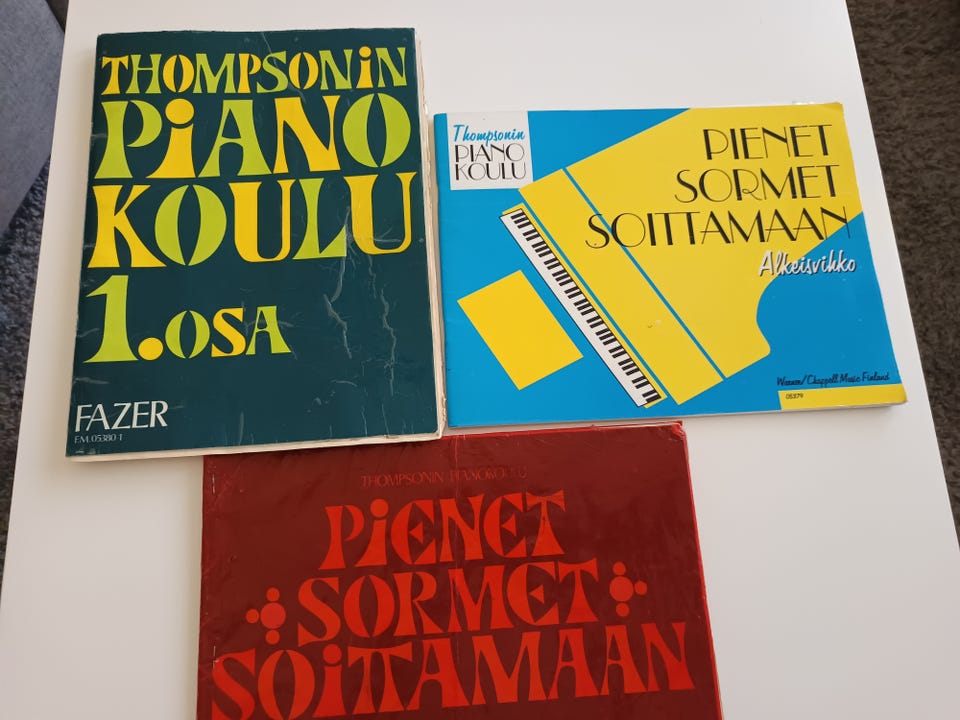 THOMPSONIN
PIANO
KOULU
1.OSA
FAZER
F.M. 05380-1
Thompsonin
PIANO
KOULU
PIENET
SORMET
SOITTAMAAN
Alkeisvihko
Warner/Chappell Music Finland
05379
THOMPSONIN PIANOKOULU
PIENET
SORMET
SOITTAMAAN